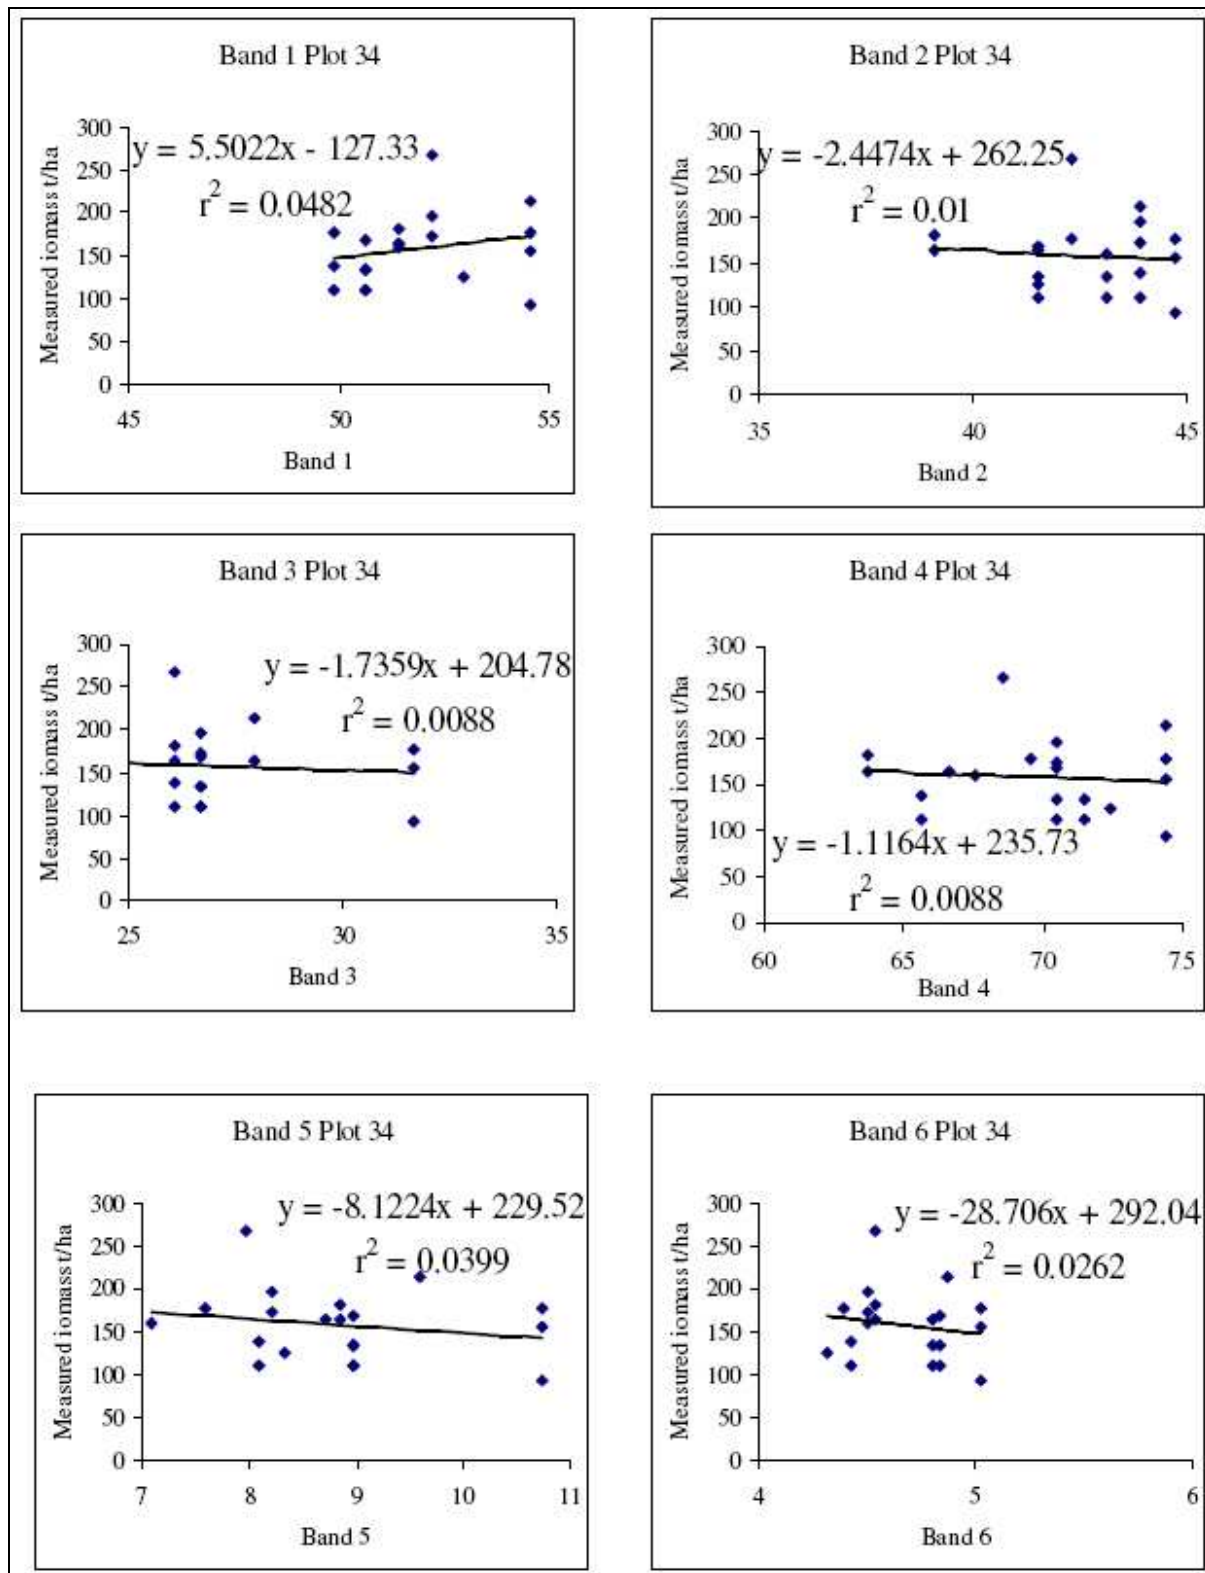 Band 1 Plot 34
y = 5.5022x - 127.33
r² = 0.0482
Measured iomass t/ha
300
250
200
150
100
50
0
45 50 55
Band 1
Band 2 Plot 34
y = -2.4474x + 262.25
r² = 0.01
Measured iomass t/ha
300
250
200
150
100
50
0
35 40 45
Band 2
Band 3 Plot 34
y = -1.7359x + 204.78
r² = 0.0088
Measured iomass t/ha
300
250
200
150
100
50
0
25 30 35
Band 3
Band 4 Plot 34
y = -1.1164x + 235.73
r² = 0.0088
Measured iomass t/ha
300
250
200
150
100
50
0
60 65 70 75
Band 4
Band 5 Plot 34
y = -8.1224x + 229.52
r² = 0.0399
Measured iomass t/ha
300
250
200
150
100
50
0
7 8 9 10 11
Band 5
Band 6 Plot 34
y = -28.706x + 292.04
r² = 0.0262
Measured iomass t/ha
300
250
200
150
100
50
0
4 5 6
Band 6